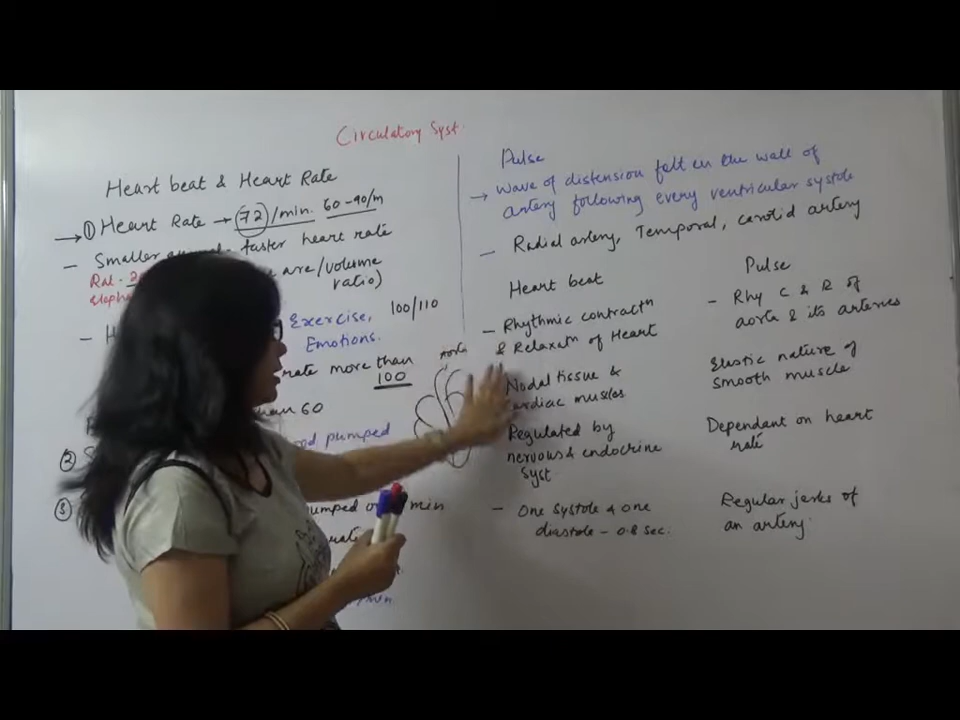 Circulatory Syst.
Heart beat & Heart Rate
→ ① Heart Rate → 72/min. 60-90/m
- Smaller faster heart rate
Rat.
are/volume
ratio)
Exercise, 100/110
Emotions.
rate more than
100
than 60
②
pumped
③ pumped min
/min.
Aorta
Pulse
→ Wave of distension felt in the wall of
artery following every ventricular systole
- Radial artery, Temporal, carotid artery
Heart beat
- Rhythmic contractⁿ
& Relaxatⁿ of Heart
Nodal tissue &
cardiac muscles
Regulated by
nervous & endocrine
syst
- One systole & one
diastole - 0.8 sec.
Pulse
- Rhy C & R of
aorta & its arteries
Elastic nature of
smooth muscle
Dependant on heart
rate
Regular jerks of
an artery.